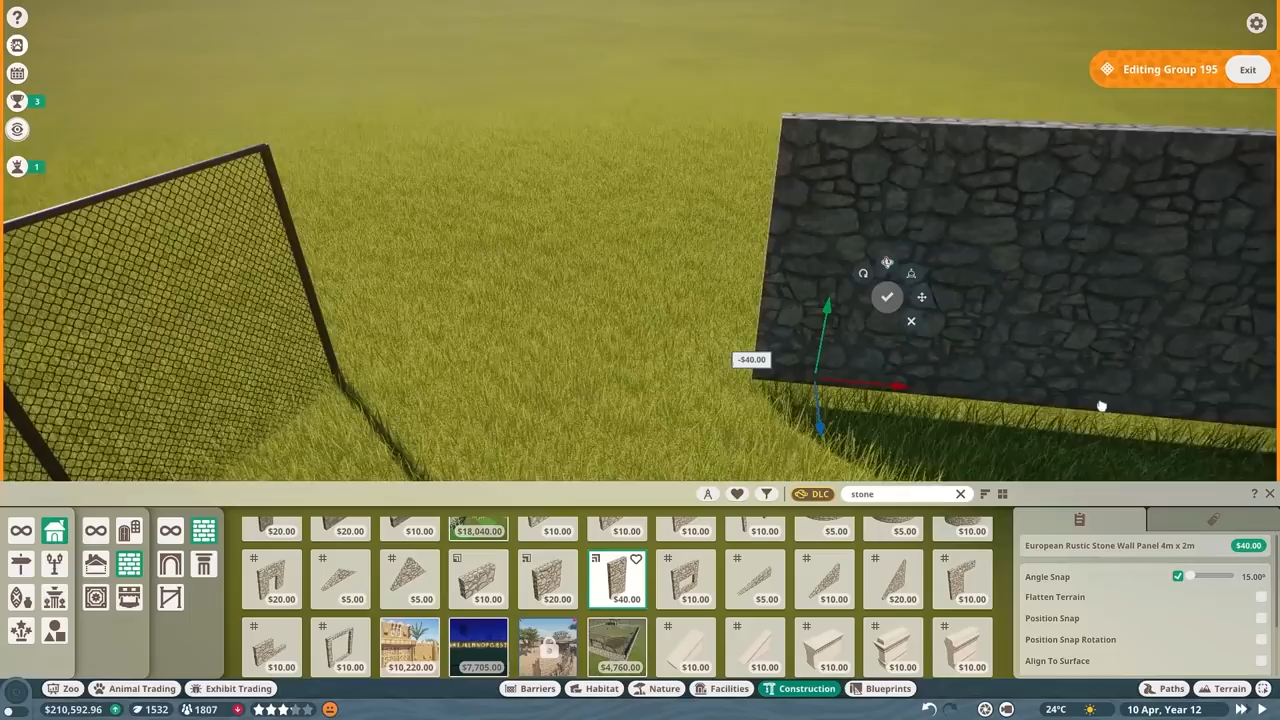 ?
3
1
Editing Group 195
Exit
-$40.00
DLC
stone
?
$20.00
$20.00
$10.00
$18,040.00
$10.00
$10.00
$10.00
$10.00
$5.00
$5.00
$10.00
$20.00
$5.00
$5.00
$10.00
$20.00
$40.00
$10.00
$5.00
$10.00
$20.00
$10.00
$10.00
$10.00
$10,220.00
$7,705.00
$4,760.00
$10.00
$10.00
$10.00
$10.00
$10.00
European Rustic Stone Wall Panel 4m x 2m
$40.00
Angle Snap
15.00°
Flatten Terrain
Position Snap
Position Snap Rotation
Align To Surface
Zoo
Animal Trading
Exhibit Trading
Barriers
Habitat
Nature
Facilities
Construction
Blueprints
Paths
Terrain
$210,592.96
1532
1807
24°C
10 Apr, Year 12